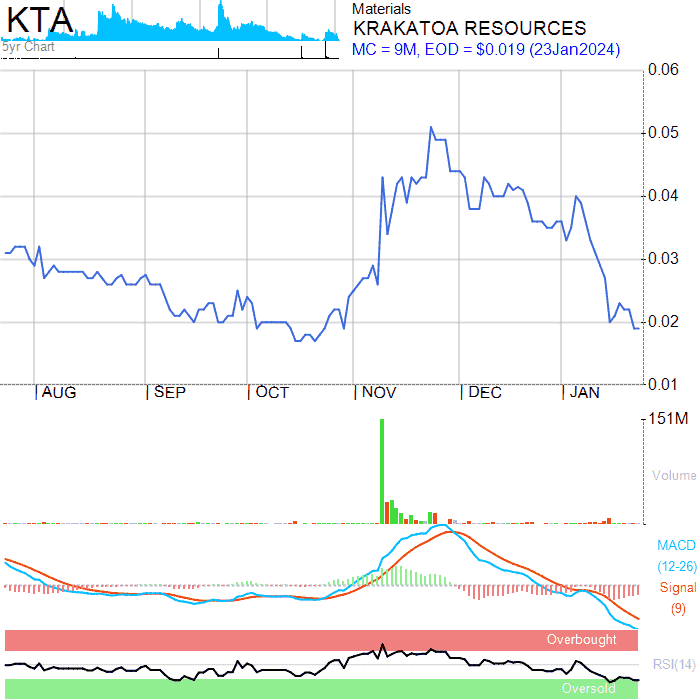 KTA
5yr Chart
Materials
KRAKATOA RESOURCES
MC = 9M, EOD = $0.019 (23Jan2024)
0.06
0.05
0.04
0.03
0.02
0.01
AUG SEP OCT NOV DEC JAN
151M
Volume
MACD
(12-26)
Signal
(9)
Overbought
RSI(14)
Oversold